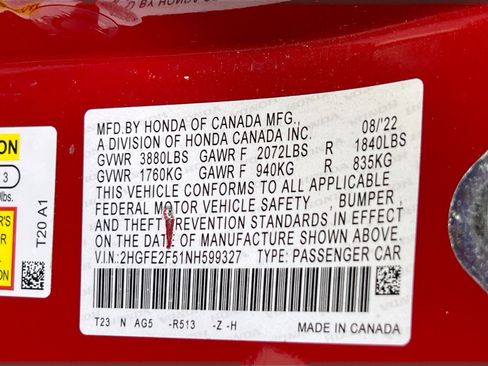 MFD.BY HONDA OF CANADA MFG., 08/'22
A DIVISION OF HONDA CANADA INC.
GVWR 3880LBS GAWR F 2072LBS R 1840LBS
GVWR 1760KG GAWR F 940KG R 835KG
THIS VEHICLE CONFORMS TO ALL APPLICABLE
FEDERAL MOTOR VEHICLE SAFETY , BUMPER ,
AND THEFT PREVENTION STANDARDS IN EFFECT
ON THE DATE OF MANUFACTURE SHOWN ABOVE.
V.I.N.: 2HGFE2F51NH599327 TYPE: PASSENGER CAR
T23 N AG5 -R513 -Z -H MADE IN CANADA
ON
3
lbs.
R'S
T20 A1